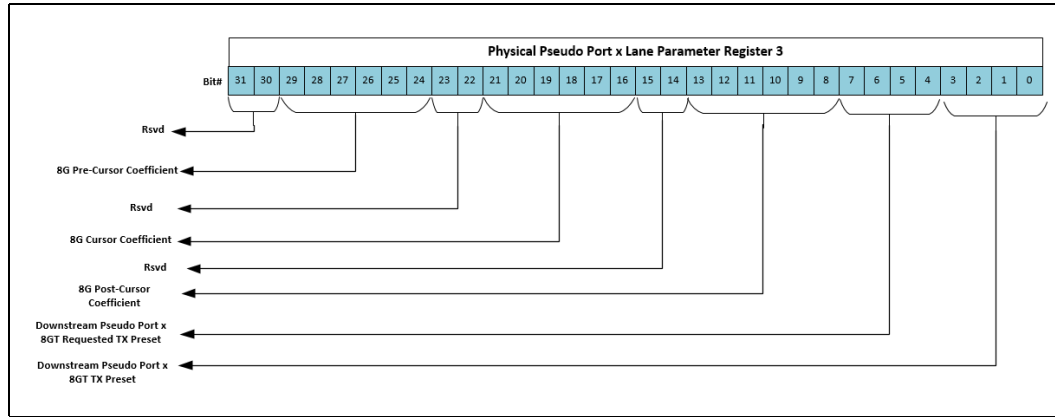 Physical Pseudo Port x Lane Parameter Register 3
Bit# 31 30 29 28 27 26 25 24 23 22 21 20 19 18 17 16 15 14 13 12 11 10 9 8 7 6 5 4 3 2 1 0
Rsvd
8G Pre-Cursor Coefficient
Rsvd
8G Cursor Coefficient
Rsvd
8G Post-Cursor
Coefficient
Downstream Pseudo Port x
8GT Requested TX Preset
Downstream Pseudo Port x
8GT TX Preset